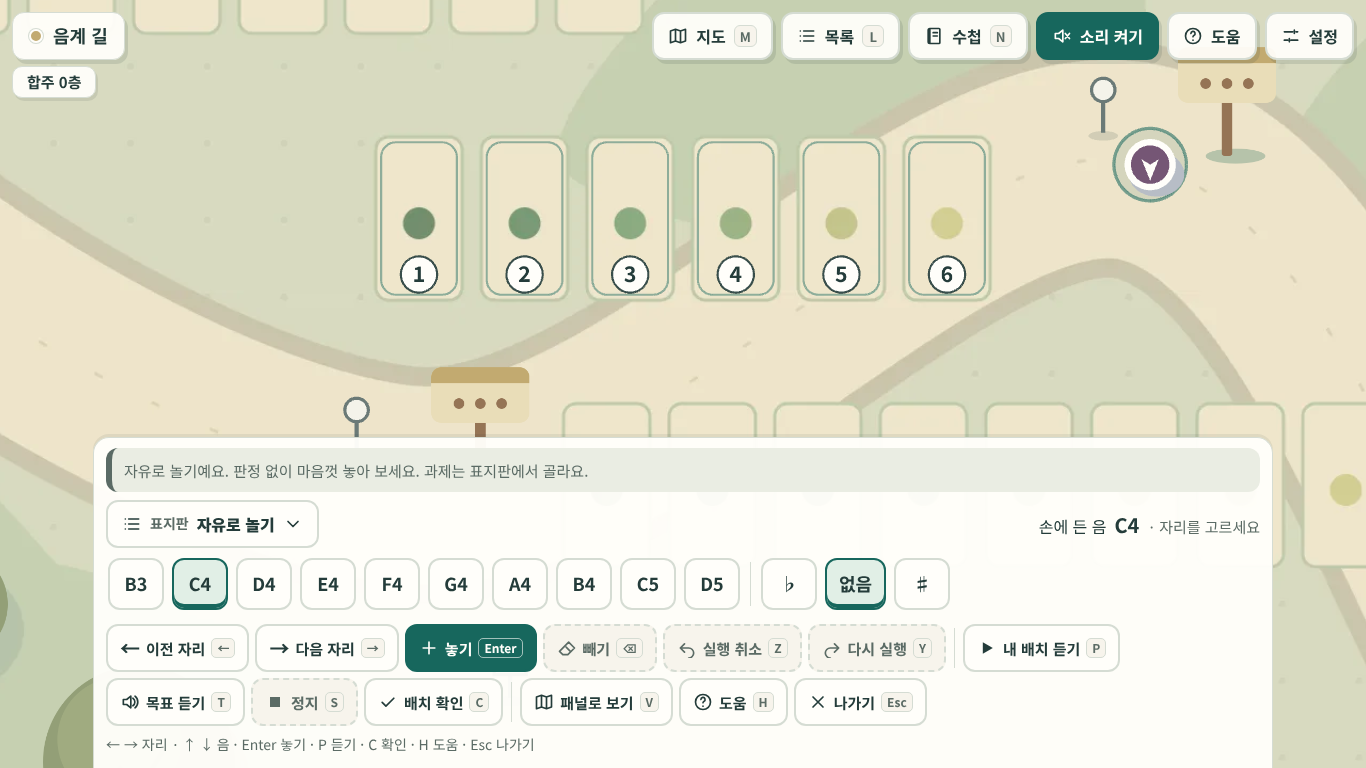 음계 길
지도 M
목록 L
수첩 N
소리 켜기
도움
설정
합주 0층
1 2 3 4 5 6
자유로 놀기예요. 판정 없이 마음껏 놓아 보세요. 과제는 표지판에서 골라요.
표지판 자유로 놀기
손에 든 음 C4 · 자리를 고르세요
B3 C4 D4 E4 F4 G4 A4 B4 C5 D5 ♭ 없음 ♯
← 이전 자리 ←
→ 다음 자리 →
놓기 Enter
빼기 ⌫
실행 취소 Z
다시 실행 Y
내 배치 듣기 P
목표 듣기 T
정지 S
배치 확인 C
패널로 보기 V
도움 H
나가기 Esc
← → 자리 · ↑ ↓ 음 · Enter 놓기 · P 듣기 · C 확인 · H 도움 · Esc 나가기